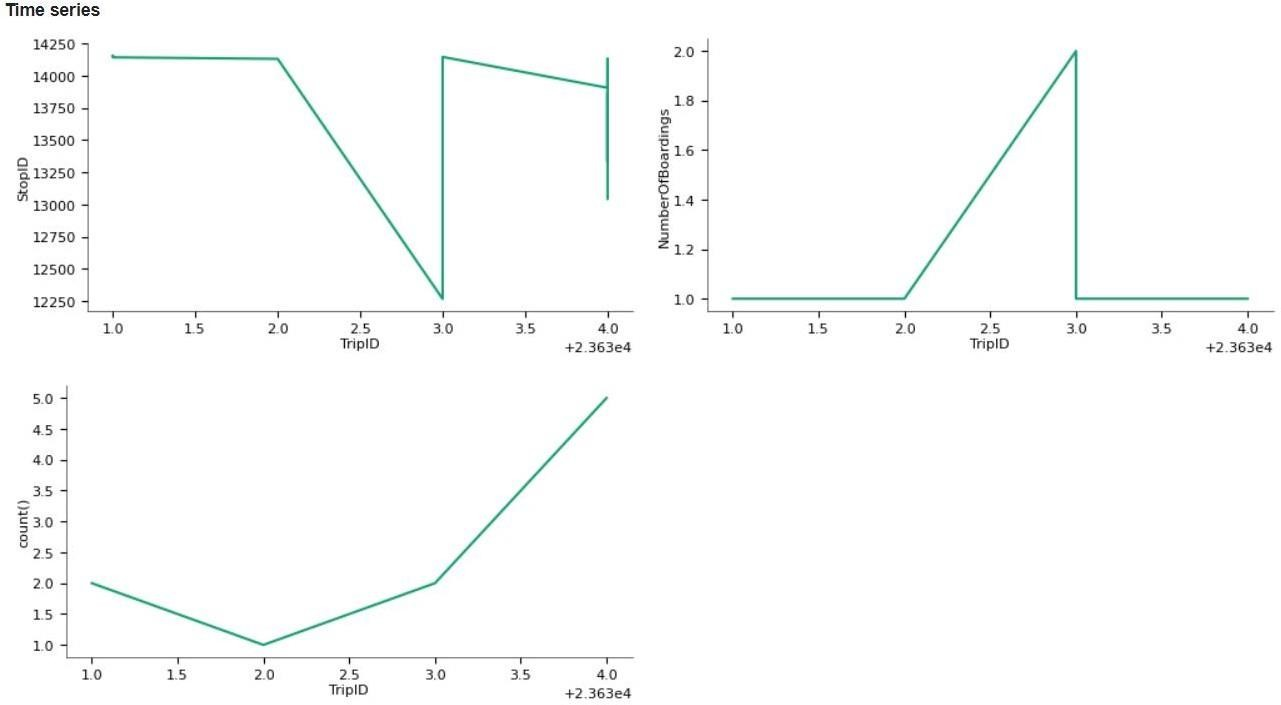 Time series
14250
14000
13750
13500
13250
13000
12750
12500
12250
StopID
1.0 1.5 2.0 2.5 3.0 3.5 4.0
TripID
+2.363e4
2.0
1.8
1.6
1.4
1.2
1.0
NumberOfBoardings
1.0 1.5 2.0 2.5 3.0 3.5 4.0
TripID
+2.363e4
5.0
4.5
4.0
3.5
3.0
2.5
2.0
1.5
1.0
count()
1.0 1.5 2.0 2.5 3.0 3.5 4.0
TripID
+2.363e4